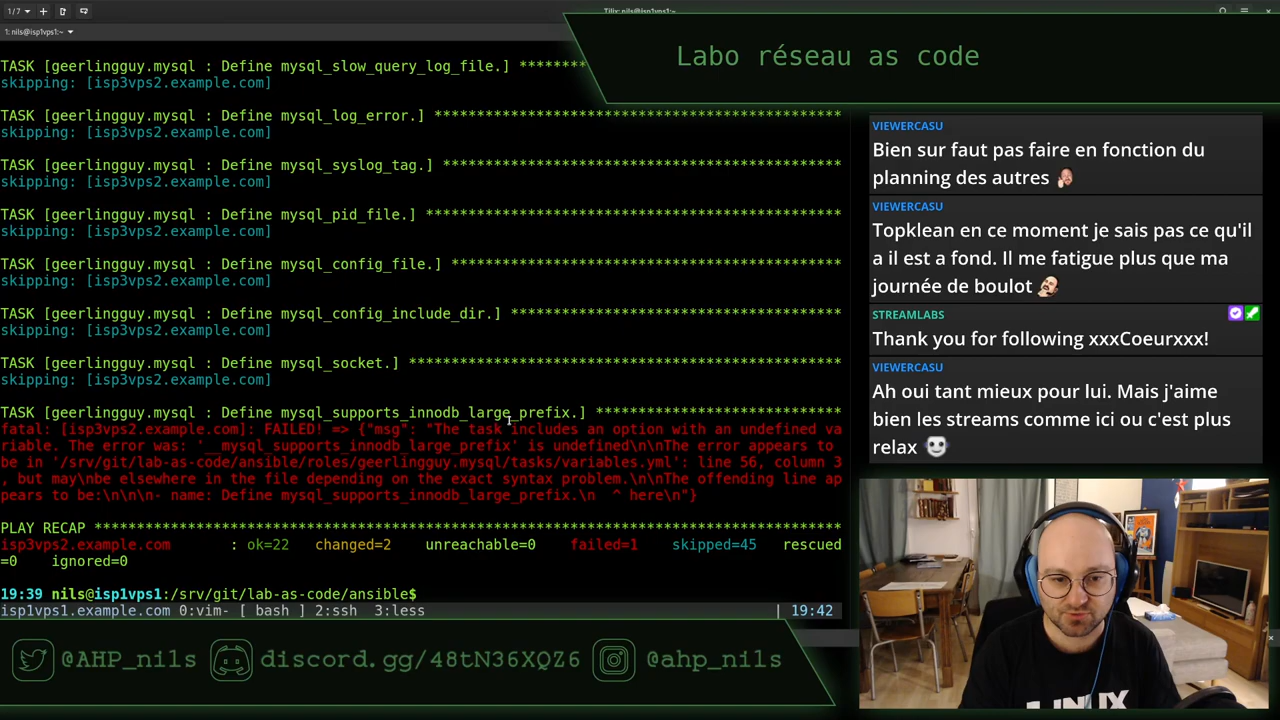 1/7
Tilix: nils@isp1vps1:~
1: nils@isp1vps1:~
Labo réseau as code
TASK [geerlingguy.mysql : Define mysql_slow_query_log_file.] ********
skipping: [isp3vps2.example.com]
TASK [geerlingguy.mysql : Define mysql_log_error.] *************************************************
skipping: [isp3vps2.example.com]
TASK [geerlingguy.mysql : Define mysql_syslog_tag.] ***********************************************
skipping: [isp3vps2.example.com]
TASK [geerlingguy.mysql : Define mysql_pid_file.] *************************************************
skipping: [isp3vps2.example.com]
TASK [geerlingguy.mysql : Define mysql_config_file.] **********************************************
skipping: [isp3vps2.example.com]
TASK [geerlingguy.mysql : Define mysql_config_include_dir.] ***************************************
skipping: [isp3vps2.example.com]
TASK [geerlingguy.mysql : Define mysql_socket.] ***************************************************
skipping: [isp3vps2.example.com]
TASK [geerlingguy.mysql : Define mysql_supports_innodb_large_prefix.] *****************************
fatal: [isp3vps2.example.com]: FAILED! => {"msg": "The task includes an option with an undefined va
riable. The error was: '__mysql_supports_innodb_large_prefix' is undefined\n\nThe error appears to
be in '/srv/git/lab-as-code/ansible/roles/geerlingguy.mysql/tasks/variables.yml': line 56, column 3
, but may\nbe elsewhere in the file depending on the exact syntax problem.\n\nThe offending line ap
pears to be:\n\n\n- name: Define mysql_supports_innodb_large_prefix.\n  ^ here\n"}
PLAY RECAP ****************************************************************************************
isp3vps2.example.com : ok=22 changed=2 unreachable=0 failed=1 skipped=45 rescued
=0 ignored=0
19:39 nils@isp1vps1:/srv/git/lab-as-code/ansible$
isp1vps1.example.com 0:vim- [ bash ] 2:ssh 3:less | 19:42
VIEWERCASU
Bien sur faut pas faire en fonction du
planning des autres
VIEWERCASU
Topklean en ce moment je sais pas ce qu'il
a il est a fond. Il me fatigue plus que ma
journée de boulot
STREAMLABS
Thank you for following xxxCoeurxxx!
VIEWERCASU
Ah oui tant mieux pour lui. Mais j'aime
bien les streams comme ici ou c'est plus
relax
@AHP_nils discord.gg/48tN36XQZ6 @ahp_nils
LINUX